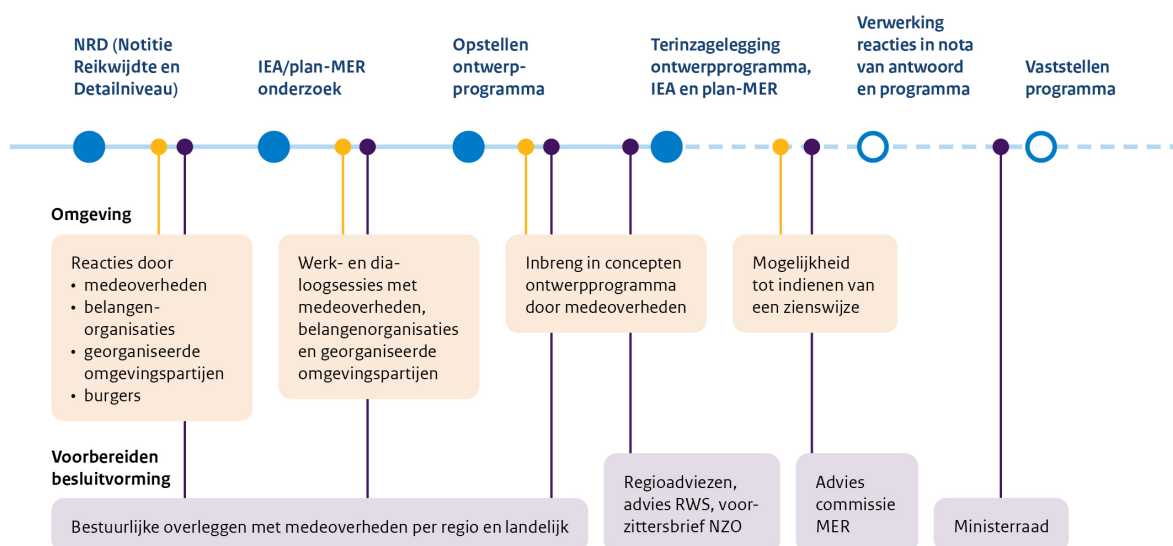 NRD (Notitie
Reikwijdte en
Detailniveau)
IEA/plan-MER
onderzoek
Opstellen
ontwerp-
programma
Terinzagelegging
ontwerpprogramma,
IEA en plan-MER
Verwerking
reacties in nota
van antwoord
en programma
Vaststellen
programma
Omgeving
Reacties door
• medeoverheden
• belangen-
organisaties
• georganiseerde
omgevingspartijen
• burgers
Werk- en dia-
loogsessies met
medeoverheden,
belangenorganisaties
en georganiseerde
omgevingspartijen
Inbreng in concepten
ontwerpprogramma
door medeoverheden
Mogelijkheid
tot indienen van
een zienswijze
Voorbereiden
besluitvorming
Bestuurlijke overleggen met medeoverheden per regio en landelijk
Regioadviezen,
advies RWS, voor-
zittersbrief NZO
Advies
commissie
MER
Ministerraad